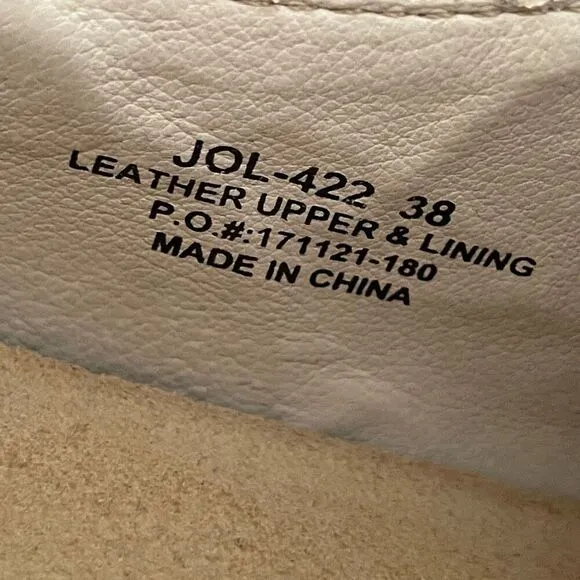 JOL-422 38
LEATHER UPPER & LINING
P.O.#:171121-180
MADE IN CHINA